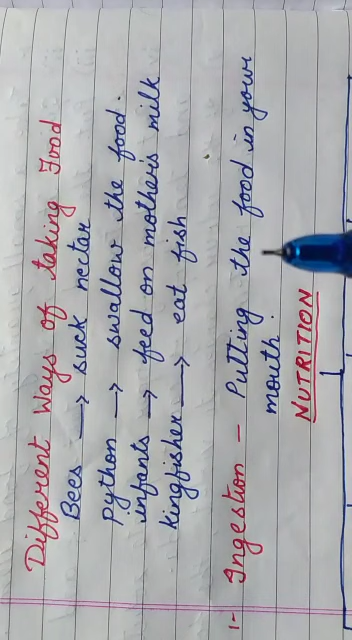 Different Ways of taking Food
Bees → suck nectar
Python → swallow the food.
infants → feed on mother's milk
kingfisher → eat fish
1- Ingestion - Putting the food in your
mouth.
NUTRITION